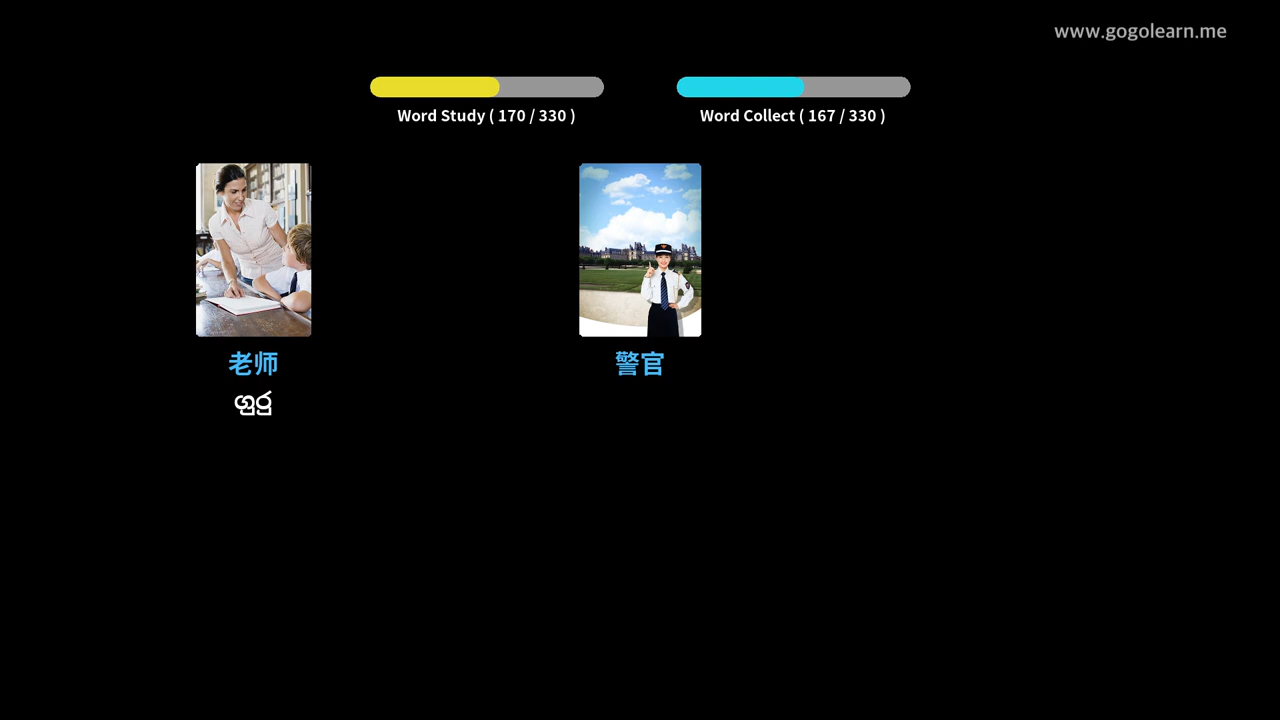 www.gogolearn.me
Word Study ( 170 / 330 )
Word Collect ( 167 / 330 )
老师
警官
ගුරු